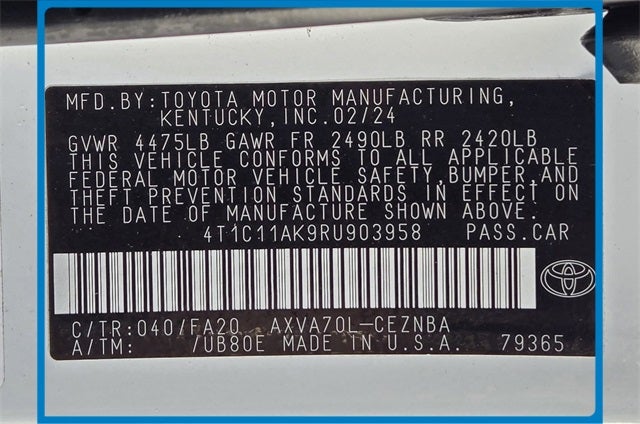 MFD.BY:TOYOTA MOTOR MANUFACTURING,
KENTUCKY,INC.02/24
GVWR 4475LB GAWR FR 2490LB RR 2420LB
THIS VEHICLE CONFORMS TO ALL APPLICABLE
FEDERAL MOTOR VEHICLE SAFETY,BUMPER,AND
THEFT PREVENTION STANDARDS IN EFFECT ON
THE DATE OF MANUFACTURE SHOWN ABOVE.
4T1C11AK9RU903958 PASS.CAR
C/TR:040/FA20 AXVA70L-CEZNBA
A/TM: /UB80E MADE IN U.S.A. 79365